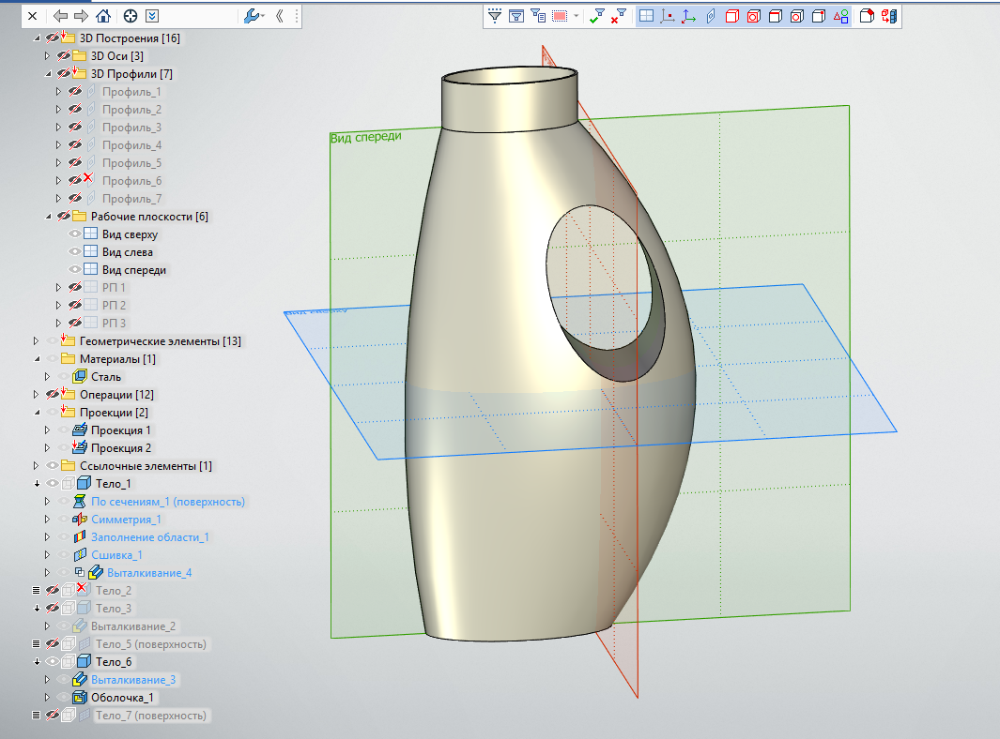 3D Построения [16]
3D Оси [3]
3D Профили [7]
Профиль_1
Профиль_2
Профиль_3
Профиль_4
Профиль_5
Профиль_6
Профиль_7
Рабочие плоскости [6]
Вид сверху
Вид слева
Вид спереди
РП 1
РП 2
РП 3
Геометрические элементы [13]
Материалы [1]
Сталь
Операции [12]
Проекции [2]
Проекция 1
Проекция 2
Ссылочные элементы [1]
Тело_1
По сечениям_1 (поверхность)
Симметрия_1
Заполнение области_1
Сшивка_1
Выталкивание_4
Тело_2
Тело_3
Выталкивание_2
Тело_5 (поверхность)
Тело_6
Выталкивание_3
Оболочка_1
Тело_7 (поверхность)
Вид спереди